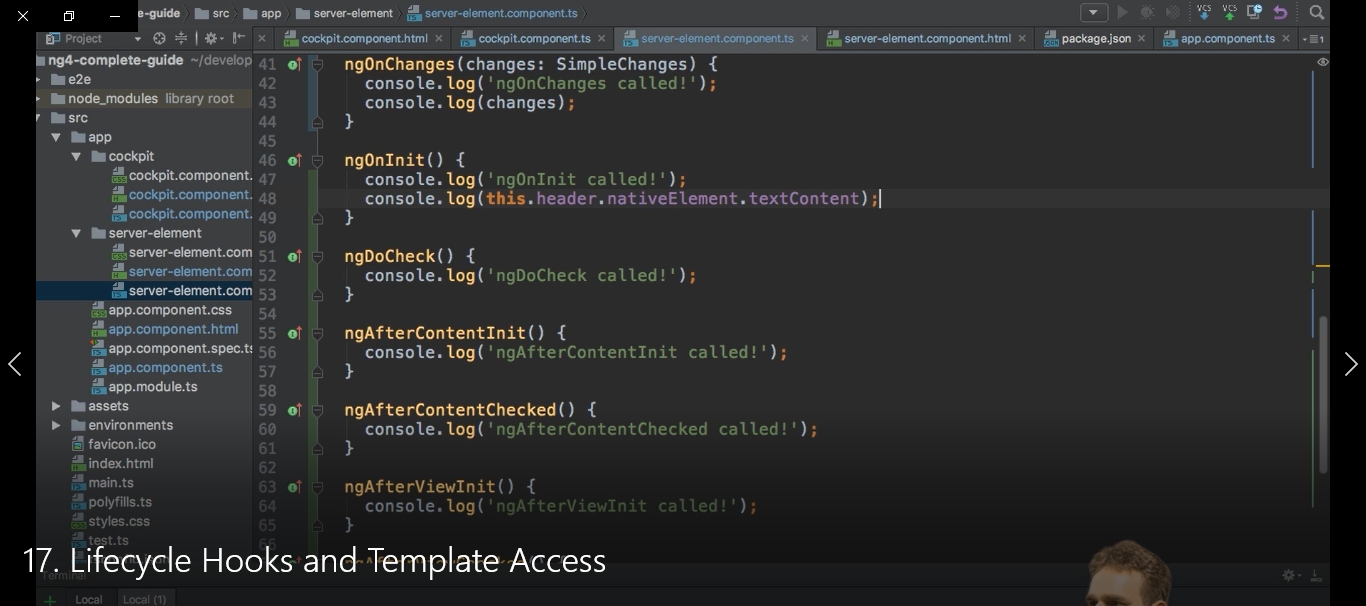 e-guide src app server-element server-element.component.ts
Project
cockpit.component.html cockpit.component.ts server-element.component.ts server-element.component.html package.json app.component.ts
ng4-complete-guide ~/develop
e2e
node_modules library root
src
app
cockpit
cockpit.component.
cockpit.component.
cockpit.component.
server-element
server-element.com
server-element.com
server-element.com
app.component.css
app.component.html
app.component.spec.ts
app.component.ts
app.module.ts
assets
environments
favicon.ico
index.html
main.ts
polyfills.ts
styles.css
test.ts
41 ngOnChanges(changes: SimpleChanges) {
42 console.log('ngOnChanges called!');
43 console.log(changes);
44 }
45
46 ngOnInit() {
47 console.log('ngOnInit called!');
48 console.log(this.header.nativeElement.textContent);
49 }
50
51 ngDoCheck() {
52 console.log('ngDoCheck called!');
53 }
54
55 ngAfterContentInit() {
56 console.log('ngAfterContentInit called!');
57 }
58
59 ngAfterContentChecked() {
60 console.log('ngAfterContentChecked called!');
61 }
62
63 ngAfterViewInit() {
64 console.log('ngAfterViewInit called!');
65 }
66
17. Lifecycle Hooks and Template Access
Terminal
Local Local (1)